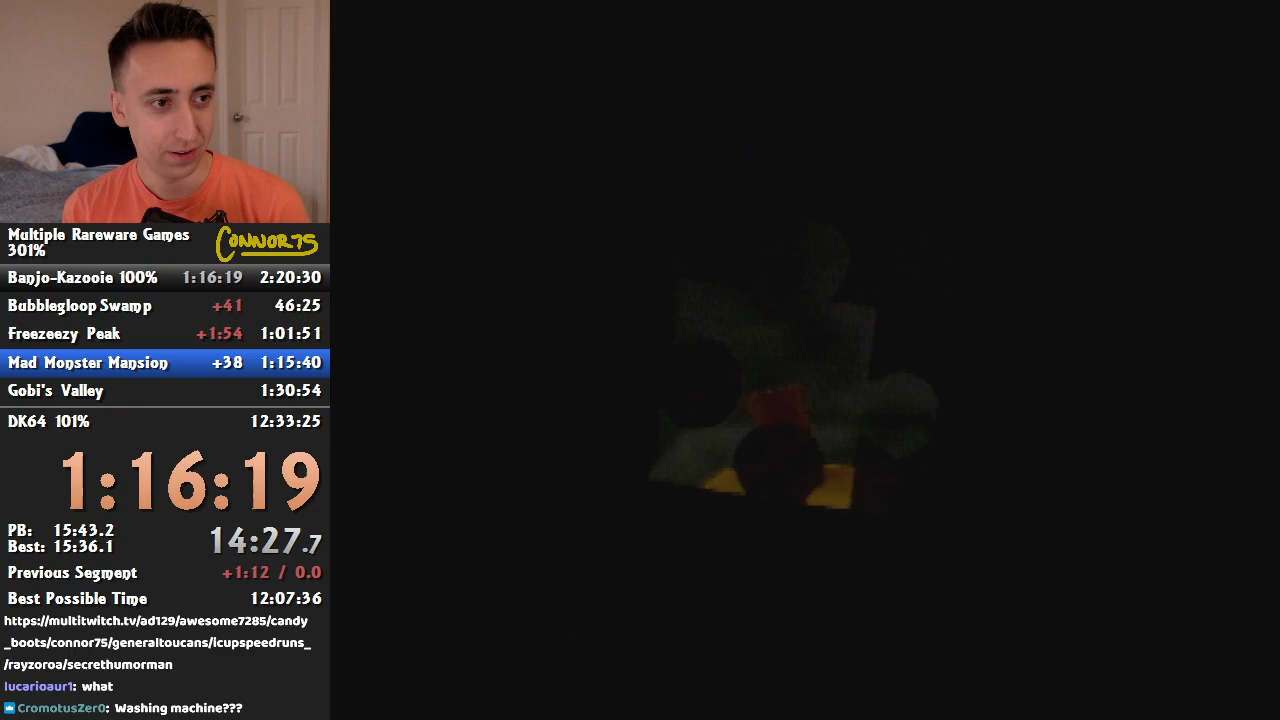 Multiple Rareware Games
301%
CONNOR75
Banjo-Kazooie 100% 1:16:19 2:20:30
Bubblegloop Swamp +41 46:25
Freezeezy Peak +1:54 1:01:51
Mad Monster Mansion +38 1:15:40
Gobi's Valley 1:30:54
DK64 101% 12:33:25
1:16:19
PB: 15:43.2
Best: 15:36.1
14:27.7
Previous Segment +1:12 / 0.0
Best Possible Time 12:07:36
https://multitwitch.tv/ad129/awesome7285/candy
_boots/connor75/generaltoucans/icupspeedruns_
/rayzoroa/secrethumorman
lucarioaur1: what
CromotusZer0: Washing machine???